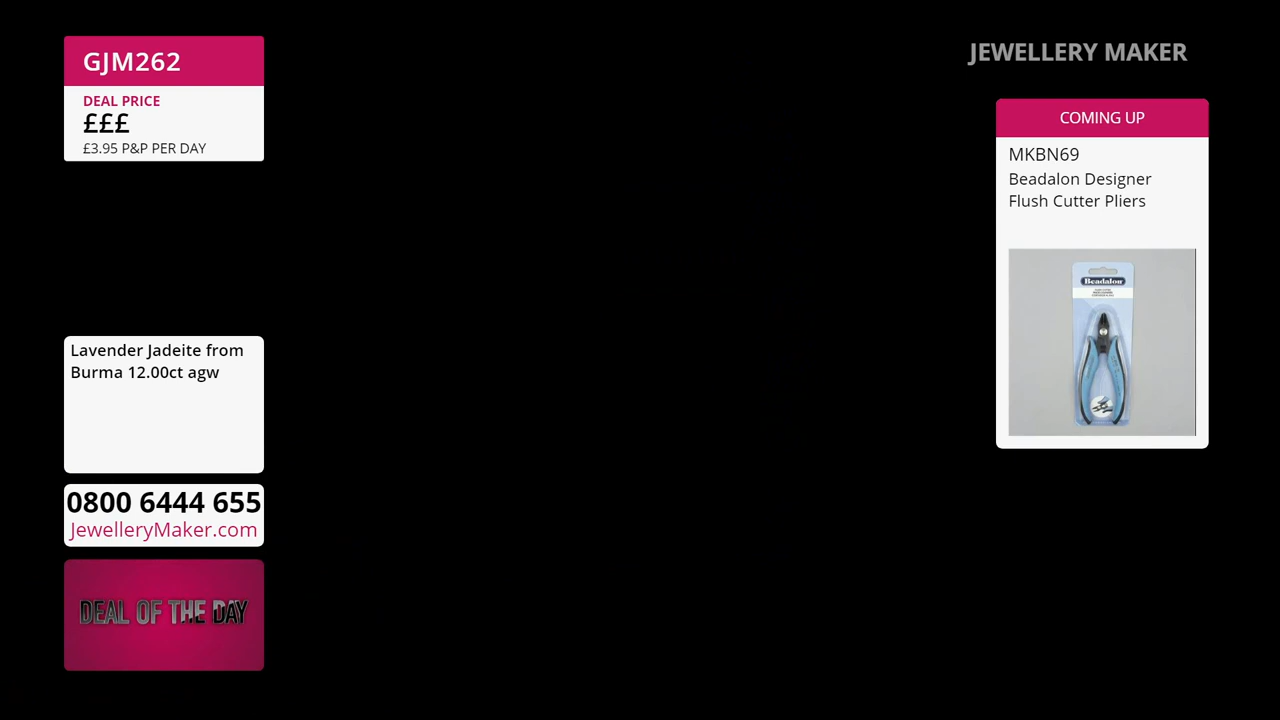 GJM262
DEAL PRICE
£££
£3.95 P&P PER DAY
Lavender Jadeite from
Burma 12.00ct agw
0800 6444 655
JewelleryMaker.com
DEAL OF THE DAY
JEWELLERY MAKER
COMING UP
MKBN69
Beadalon Designer
Flush Cutter Pliers
Beadalon